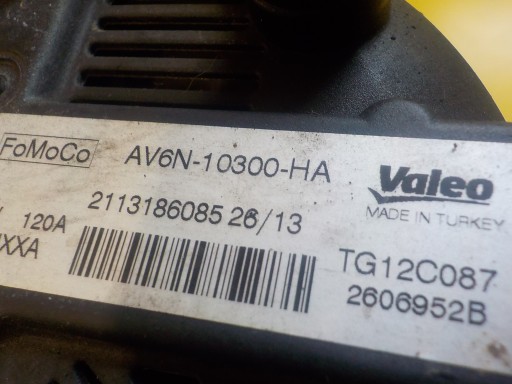 FoMoCo AV6N-10300-HA Valeo
MADE IN TURKEY
2113186085 26/13
120A
XXA
TG12C087
2606952B